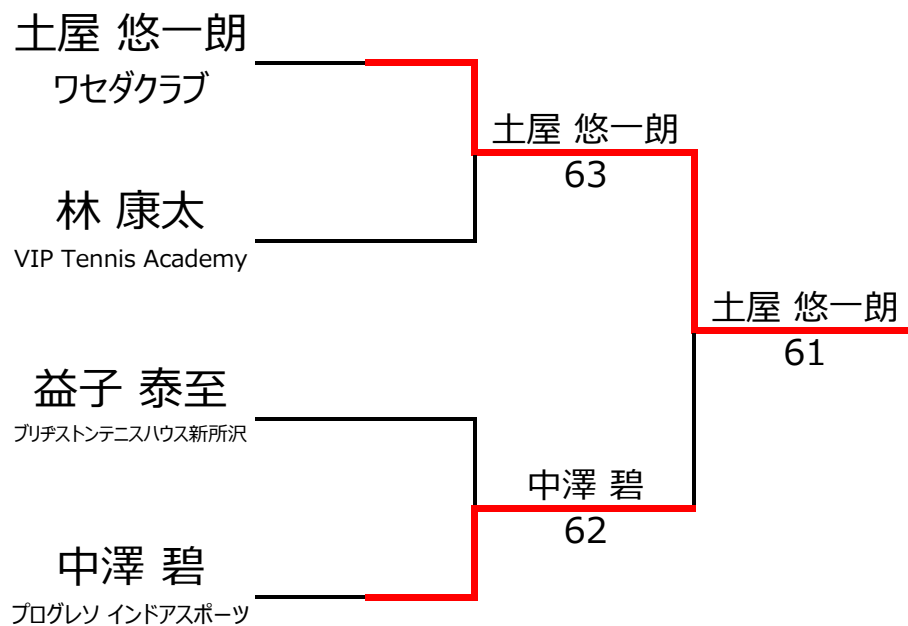 土屋 悠一朗
ワセダクラブ
土屋 悠一朗
63
林 康太
VIP Tennis Academy
土屋 悠一朗
61
益子 泰至
ブリヂストンテニスハウス新所沢
中澤 碧
62
中澤 碧
プログレソ インドアスポーツ